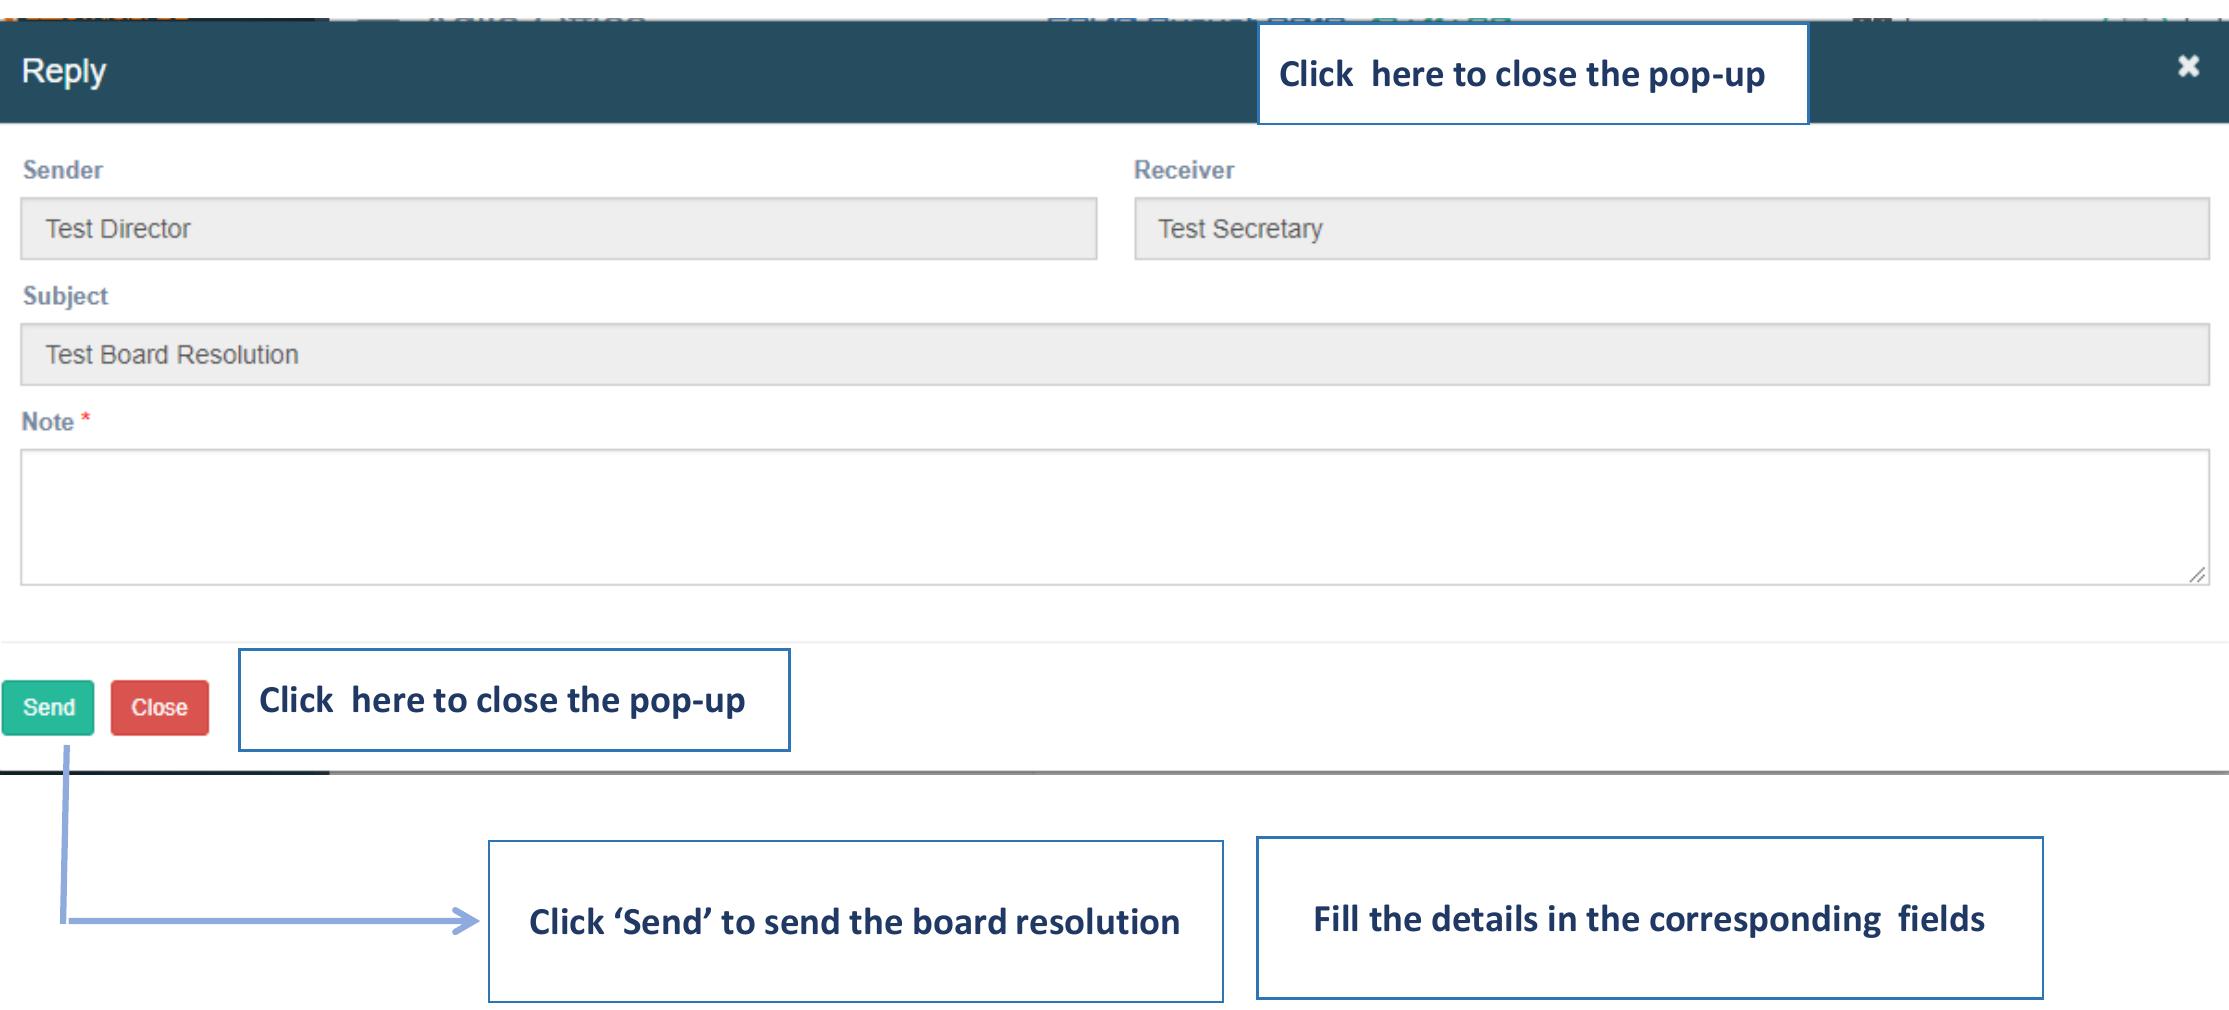 Reply
Click  here to close the pop-up
Sender
Receiver
Test Director
Test Secretary
Subject
Test Board Resolution
Note *
Send
Close
Click  here to close the pop-up
Click ‘Send’ to send the board resolution
Fill the details in the corresponding  fields